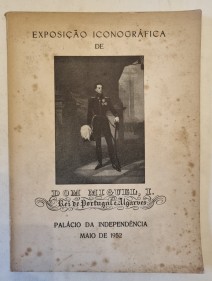 EXPOSIÇÃO ICONOGRÁFICA
DE
DOM MIGUEL I.
Rei de Portugal e Algarves
PALÁCIO DA INDEPENDÊNCIA
MAIO DE 1952